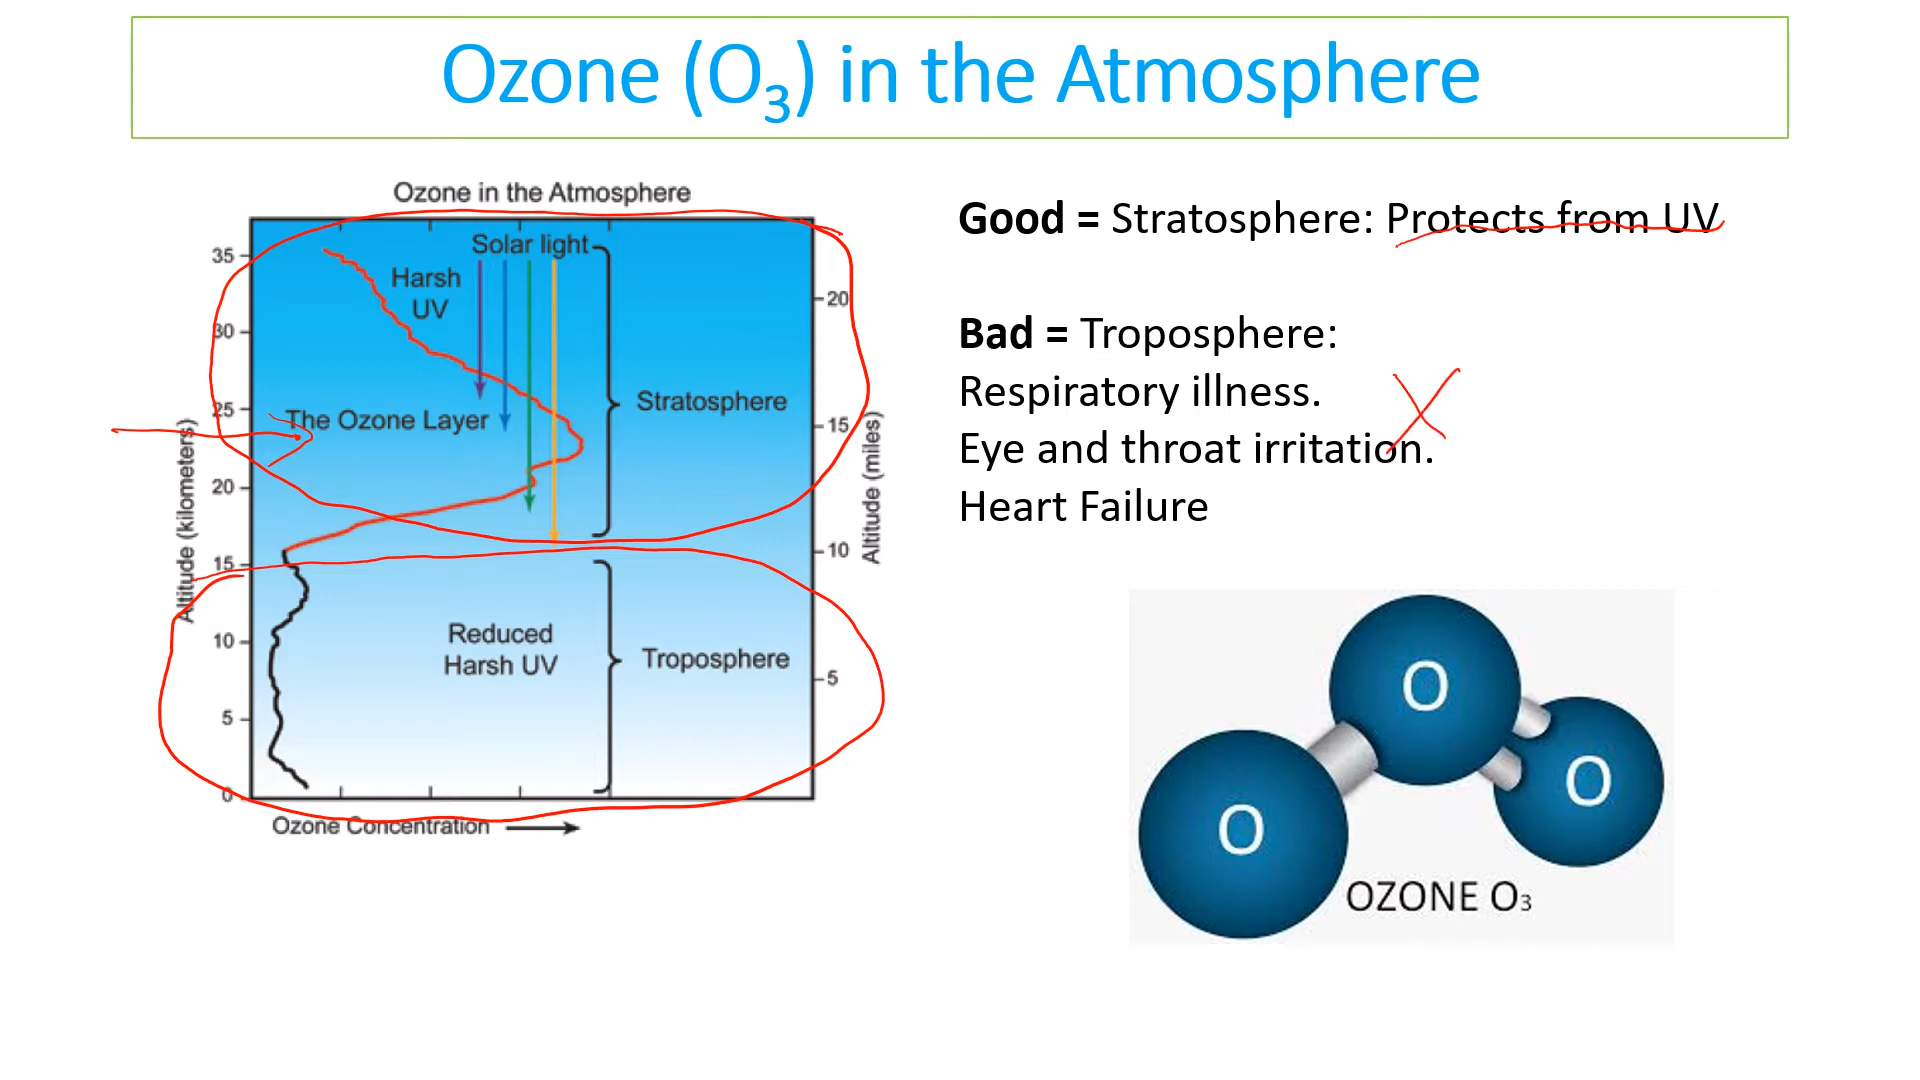 Ozone (O₃) in the Atmosphere
Ozone in the Atmosphere
Solar light
Harsh
UV
The Ozone Layer
Stratosphere
Reduced
Harsh UV
Troposphere
35
30
25
20
15
10
5
0
Altitude (kilometers)
20
15
10
5
Altitude (miles)
Ozone Concentration
Good = Stratosphere: Protects from UV
Bad = Troposphere:
Respiratory illness.
Eye and throat irritation.
Heart Failure
O
O
O
OZONE O₃